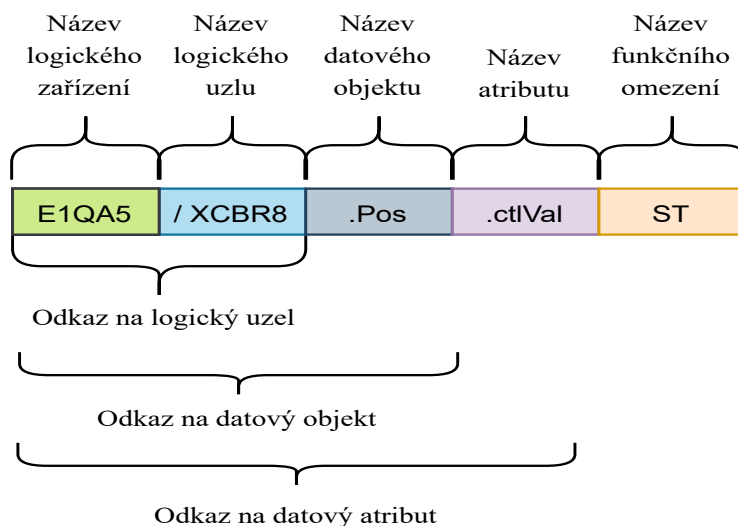 Název
logického
zařízení
Název
logického
uzlu
Název
datového
objektu
Název
atributu
Název
funkčního
omezení
E1QA5
/ XCBR8
.Pos
.ctlVal
ST
Odkaz na logický uzel
Odkaz na datový objekt
Odkaz na datový atribut